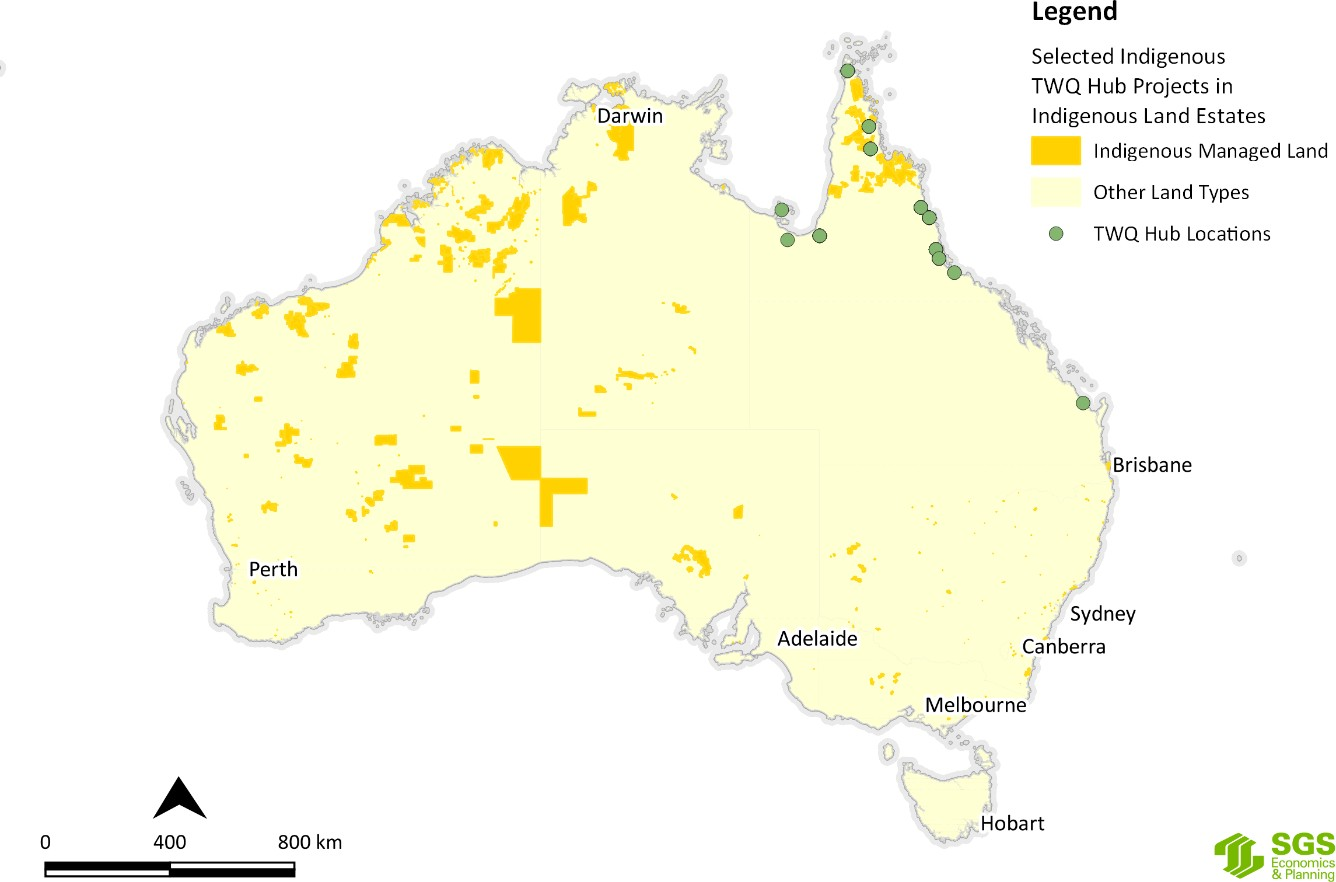 Legend
Selected Indigenous
TWQ Hub Projects in
Indigenous Land Estates
Indigenous Managed Land
Other Land Types
TWQ Hub Locations
Darwin
Brisbane
Perth
Sydney
Adelaide
Canberra
Melbourne
Hobart
0 400 800 km
SGS
Economics
& Planning